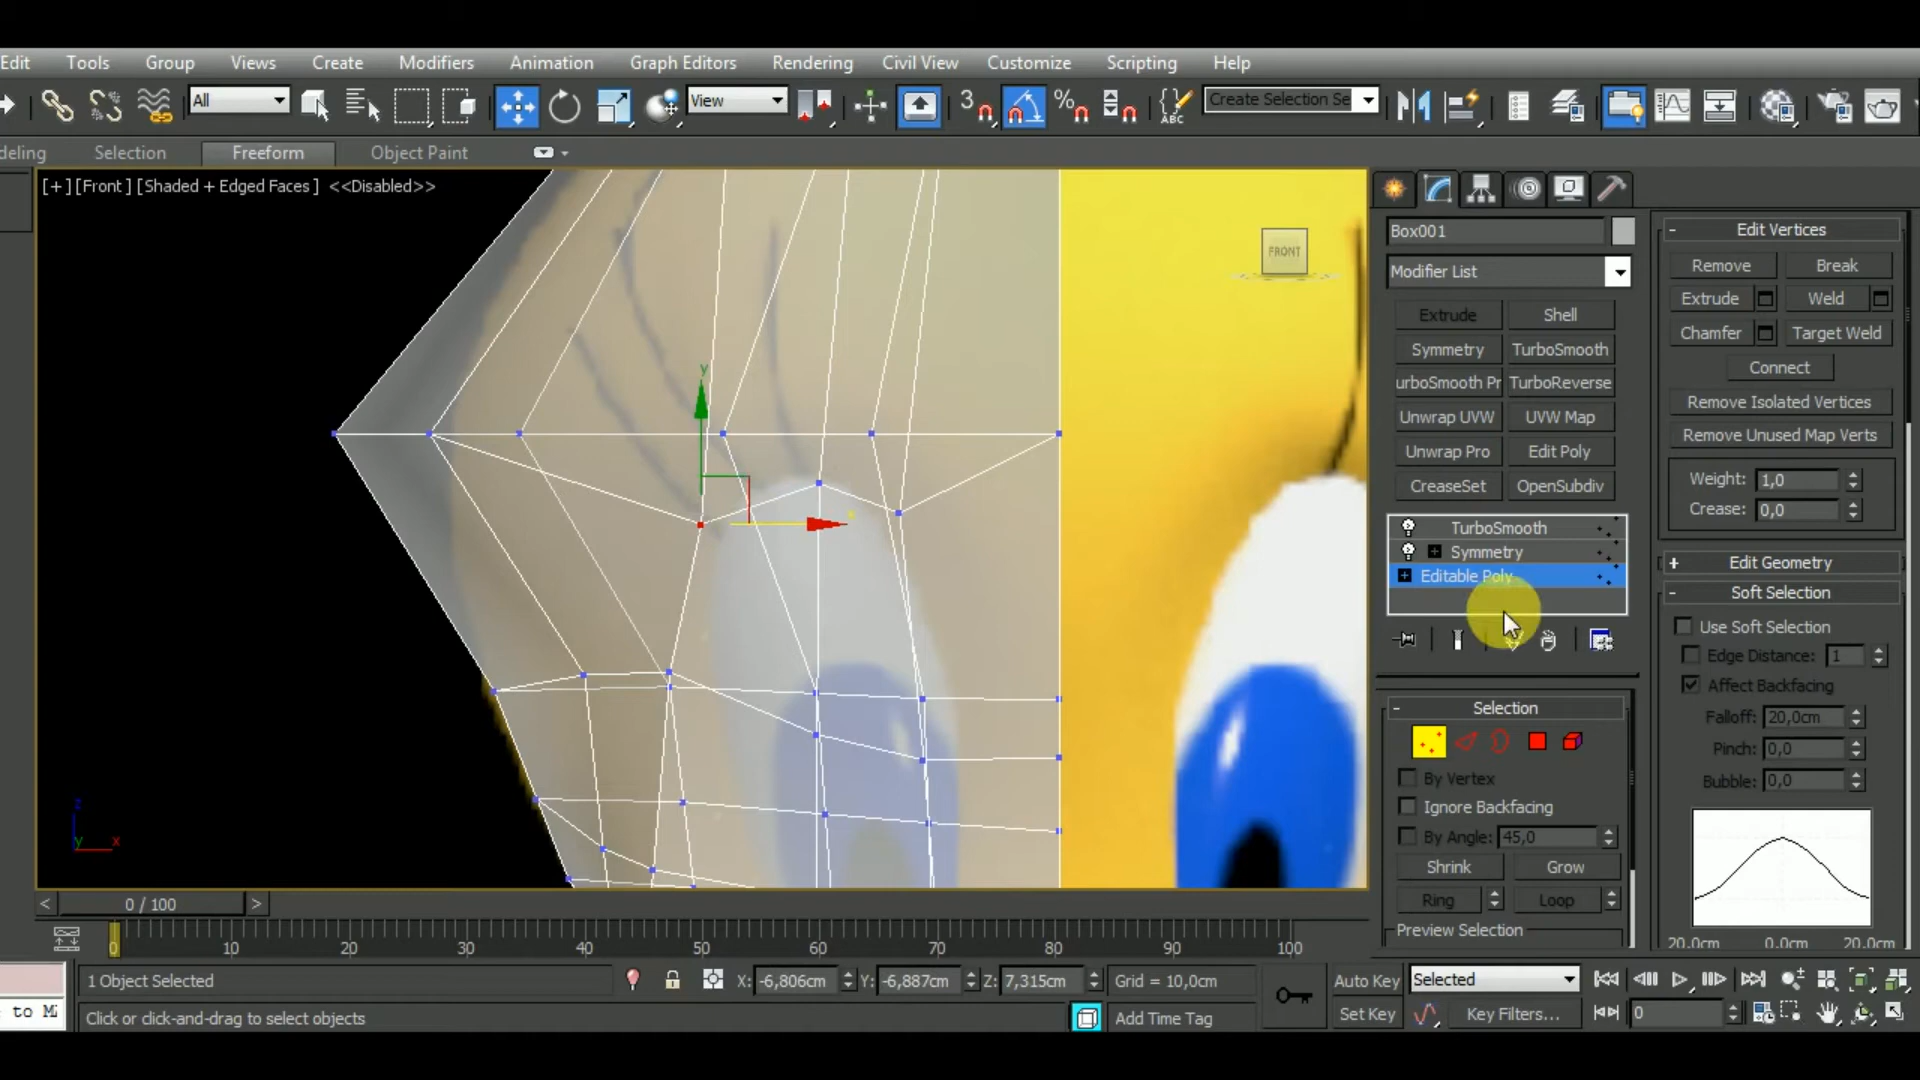 Edit Tools Group Views Create Modifiers Animation Graph Editors Rendering Civil View Customize Scripting Help
All View 3 % ABC Create Selection Se
deling Selection Freeform Object Paint
[+] [Front ] [Shaded + Edged Faces ] <<Disabled>>
FRONT
y
z
y x
Box001
Modifier List
Extrude Shell
Symmetry TurboSmooth
urboSmooth Pr TurboReverse
Unwrap UVW UVW Map
Unwrap Pro Edit Poly
CreaseSet OpenSubdiv
TurboSmooth
Symmetry
Editable Poly
- Selection
By Vertex
Ignore Backfacing
By Angle: 45,0
Shrink Grow
Ring Loop
Preview Selection
- Edit Vertices
Remove Break
Extrude Weld
Chamfer Target Weld
Connect
Remove Isolated Vertices
Remove Unused Map Verts
Weight: 1,0
Crease: 0,0
+ Edit Geometry
- Soft Selection
Use Soft Selection
Edge Distance: 1
Affect Backfacing
Falloff: 20,0cm
Pinch: 0,0
Bubble: 0,0
20,0cm 0,0cm 20,0cm
< 0 / 100 >
0 10 20 30 40 50 60 70 80 90 100
1 Object Selected X: -6,806cm Y: -6,887cm Z: 7,315cm Grid = 10,0cm Auto Key Selected
to Mi Click or click-and-drag to select objects Add Time Tag Set Key Key Filters... 0